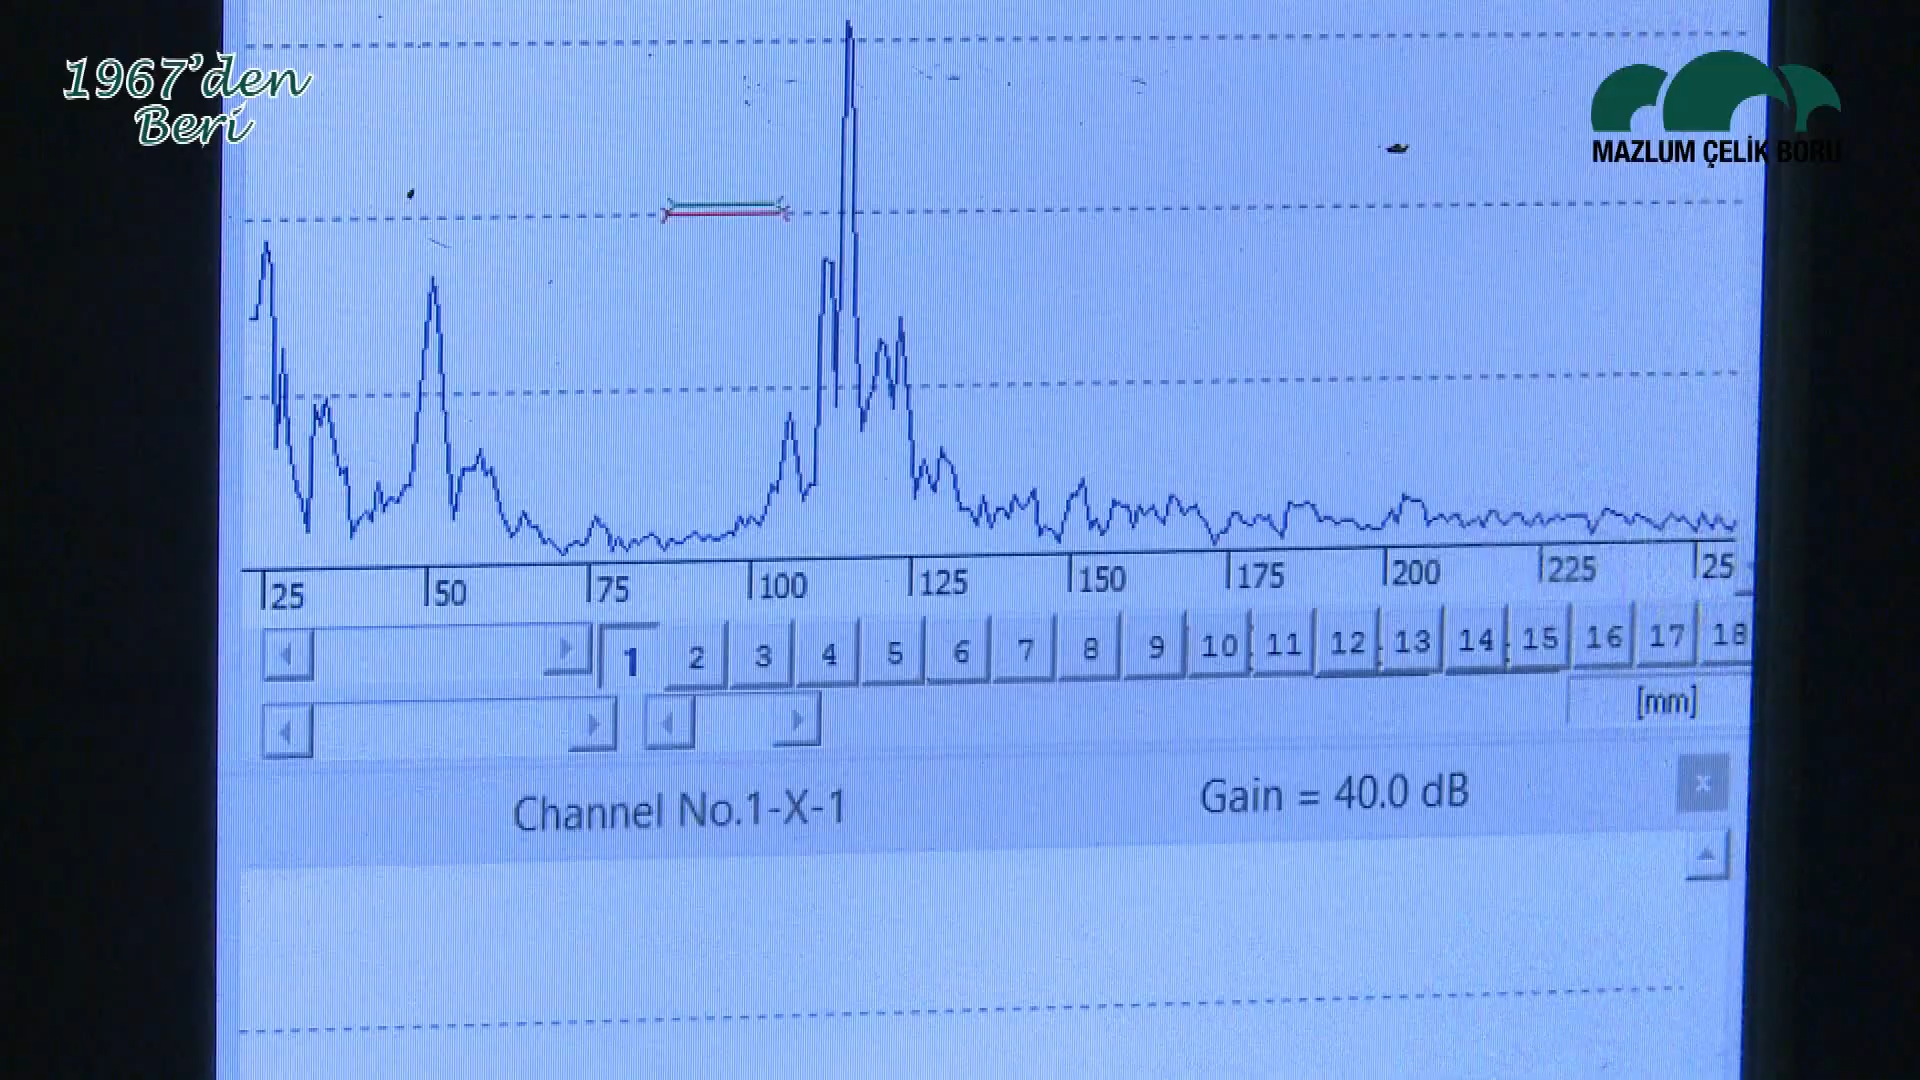 1967'den
Beri
MAZLUM ÇELİK BORU
25 50 75 100 125 150 175 200 225 25
1 2 3 4 5 6 7 8 9 10 11 12 13 14 15 16 17 18
[mm]
Channel No.1-X-1 Gain = 40.0 dB
x